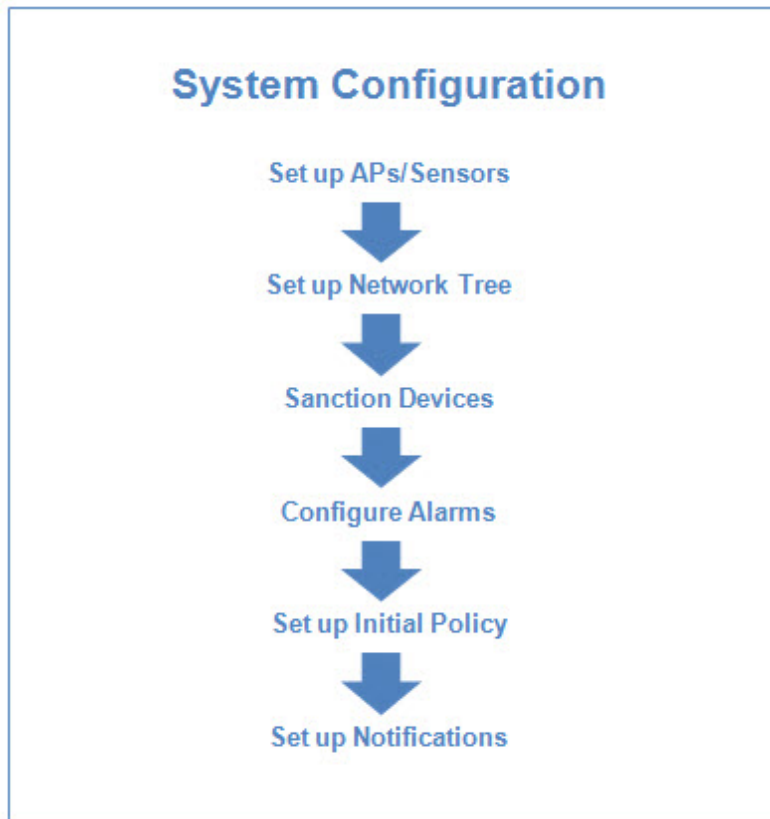 System Configuration
Set up APs/Sensors
Set up Network Tree
Sanction Devices
Configure Alarms
Set up Initial Policy
Set up Notifications